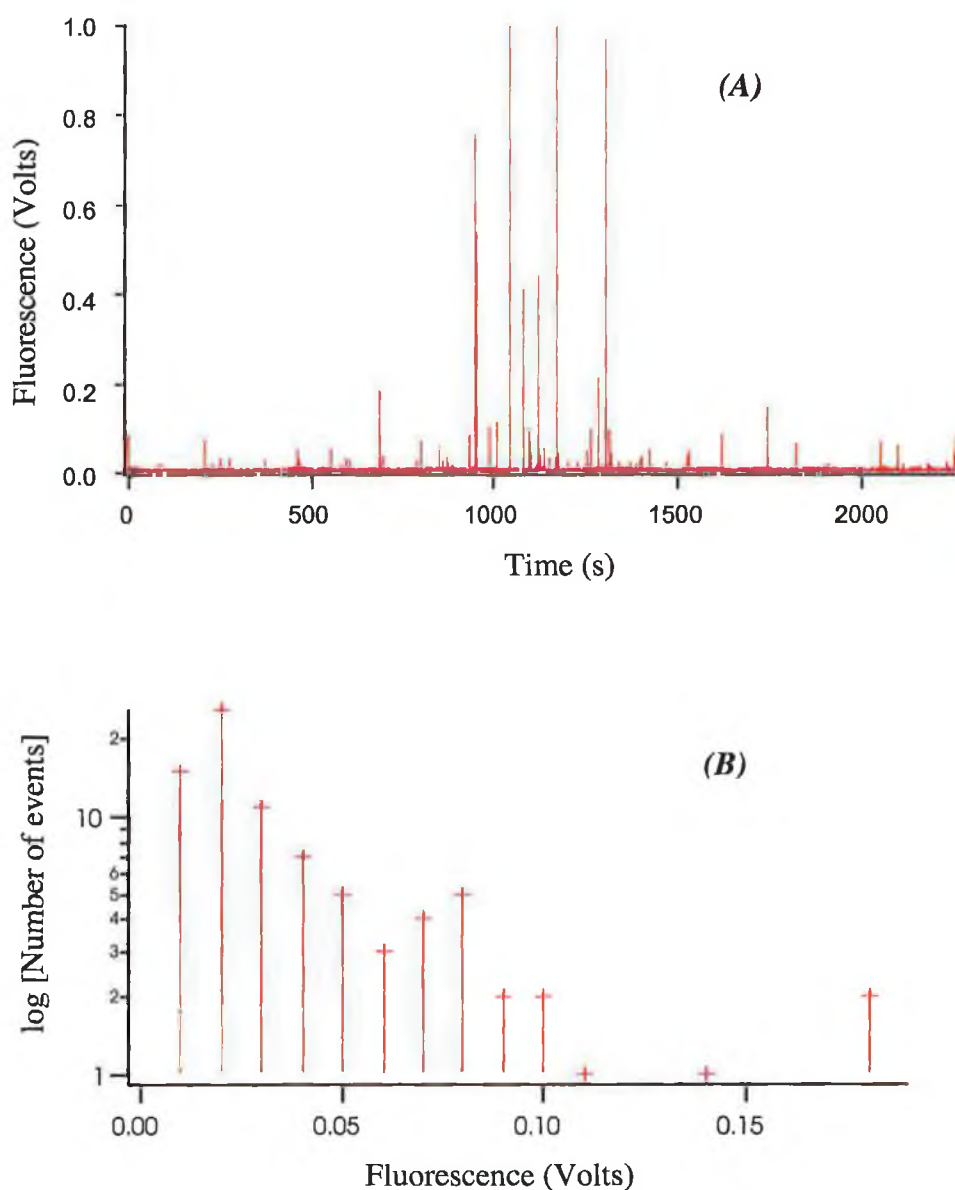 1.0
(A)
0.8
0.6
0.4
0.2
0.0
Fluorescence (Volts)
0 500 1000 1500 2000
Time (s)
2
(B)
10
6
5
4
3
2
1
log [Number of events]
0.00 0.05 0.10 0.15
Fluorescence (Volts)